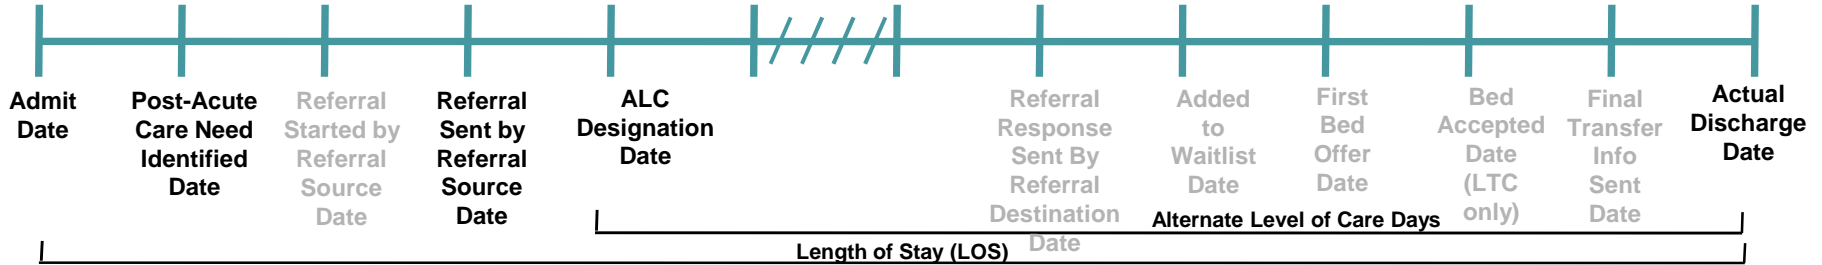 Admit
Date
Post-Acute
Care Need
Identified
Date
Referral
Started by
Referral
Source
Date
Referral
Sent by
Referral
Source
Date
ALC
Designation
Date
Referral
Response
Sent By
Referral
Destination
Date
Added
to
Waitlist
Date
First
Bed
Offer
Date
Bed
Accepted
Date
(LTC
only)
Final
Transfer
Info
Sent
Date
Actual
Discharge
Date
Alternate Level of Care Days
Length of Stay (LOS)